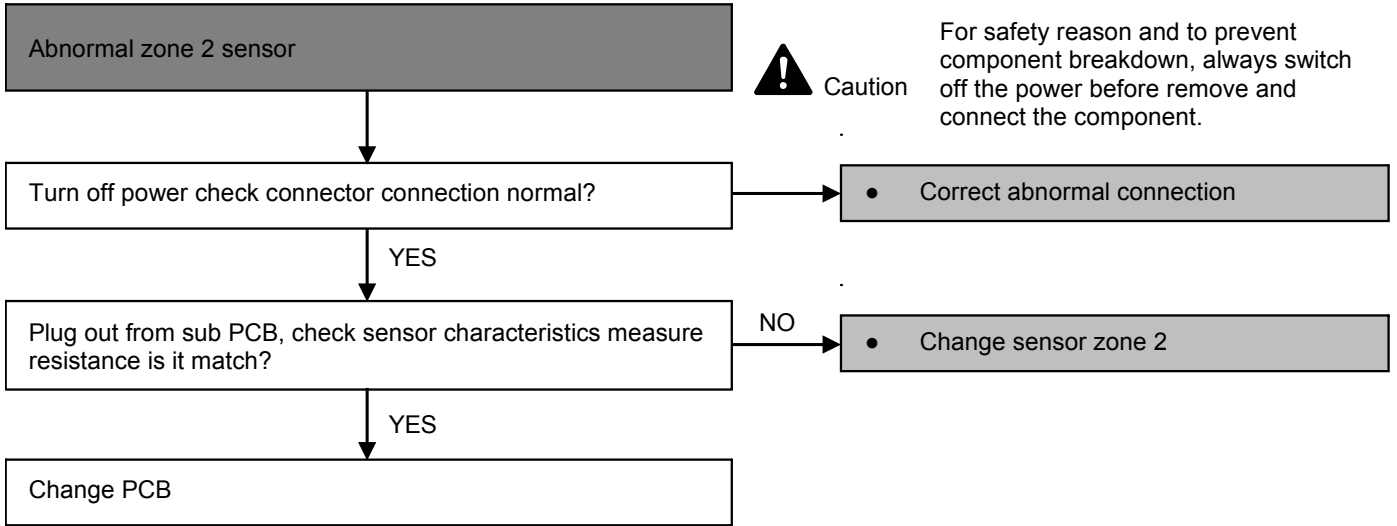 Abnormal zone 2 sensor
Caution
For safety reason and to prevent
component breakdown, always switch
off the power before remove and
connect the component.
Turn off power check connector connection normal?
● Correct abnormal connection
YES
Plug out from sub PCB, check sensor characteristics measure
resistance is it match?
NO
● Change sensor zone 2
YES
Change PCB